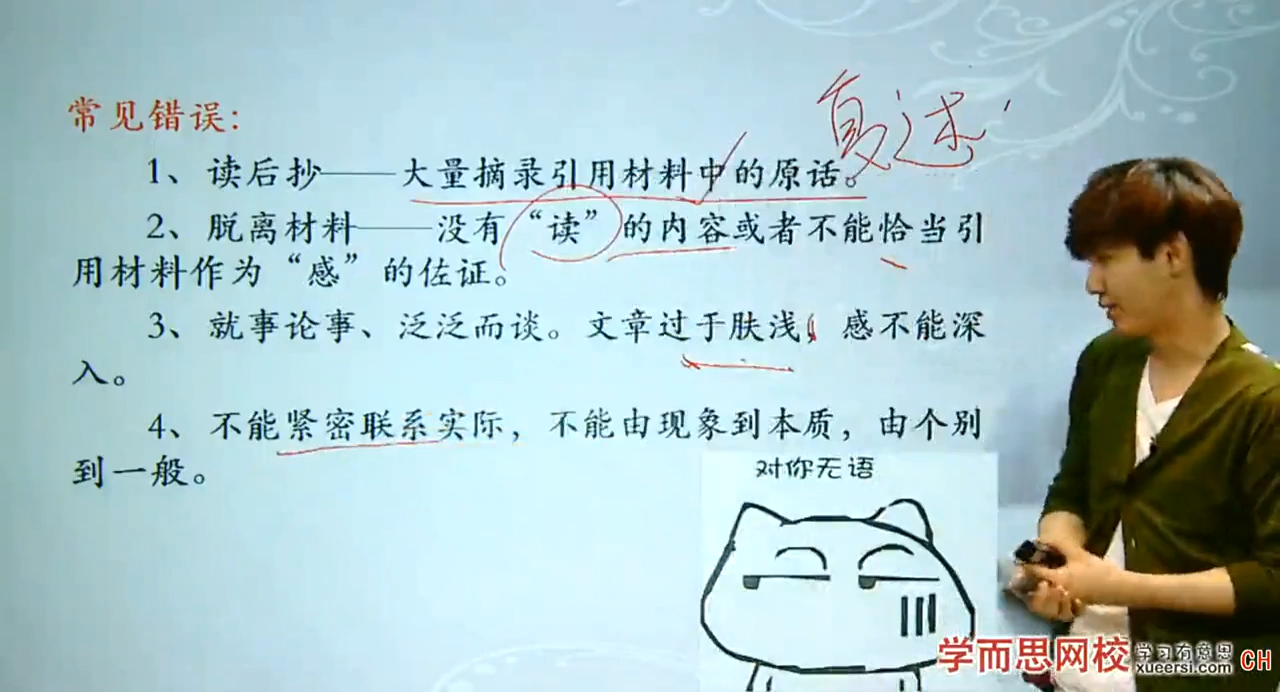 常见错误:
复述
1、读后抄——大量摘录引用材料中的原话。
2、脱离材料——没有“读”的内容或者不能恰当引
用材料作为“感”的佐证。
3、就事论事、泛泛而谈。文章过于肤浅，感不能深
入。
4、不能紧密联系实际，不能由现象到本质，由个别
到一般。
对你无语
学而思网校
学习有意思
xueersi.com
CH